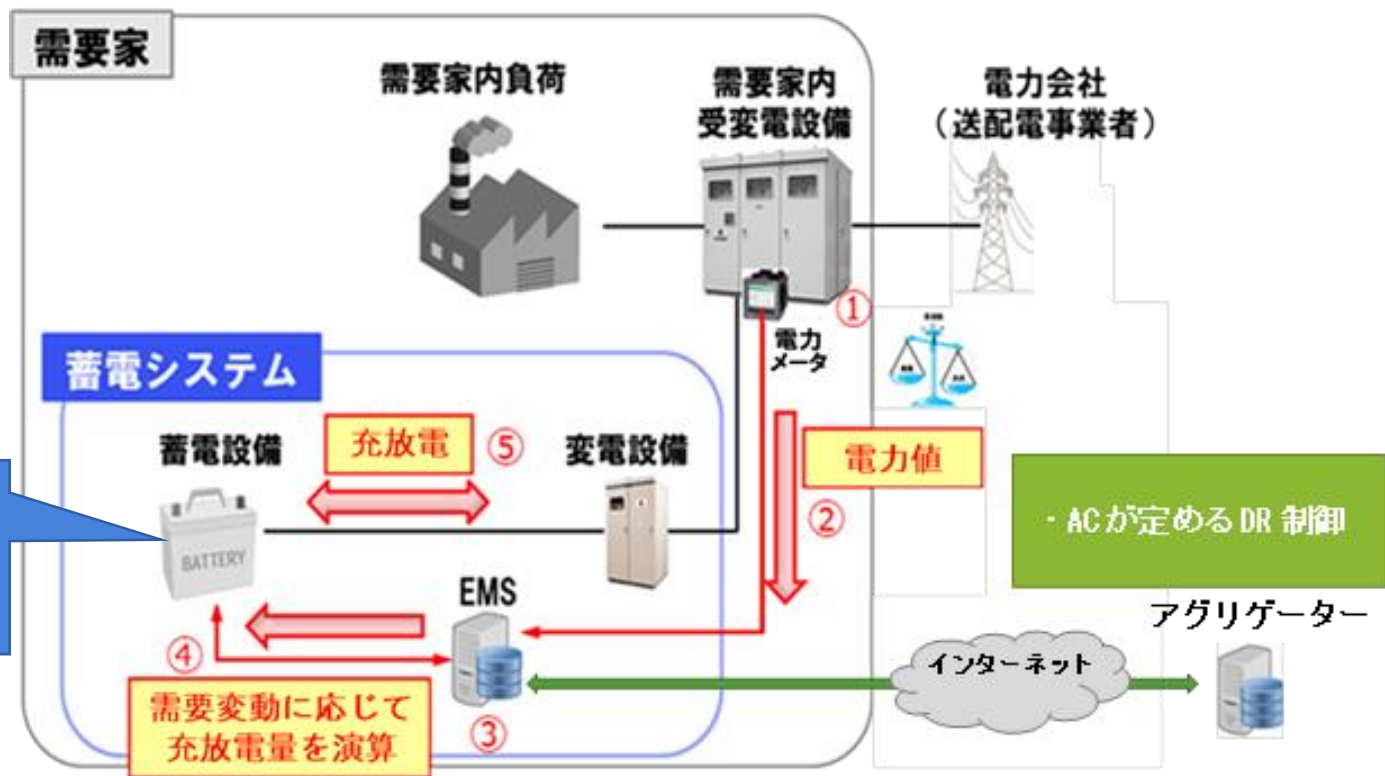 需要家
需要家内負荷
需要家内
受変電設備
電力会社
（送配電事業者）
①
電力
メータ
蓄電システム
蓄電設備
充放電
⑤
変電設備
電力値
②
・ACが定めるDR 制御
BATTERY
EMS
アグリゲーター
④
インターネット
需要変動に応じて
充放電量を演算
③